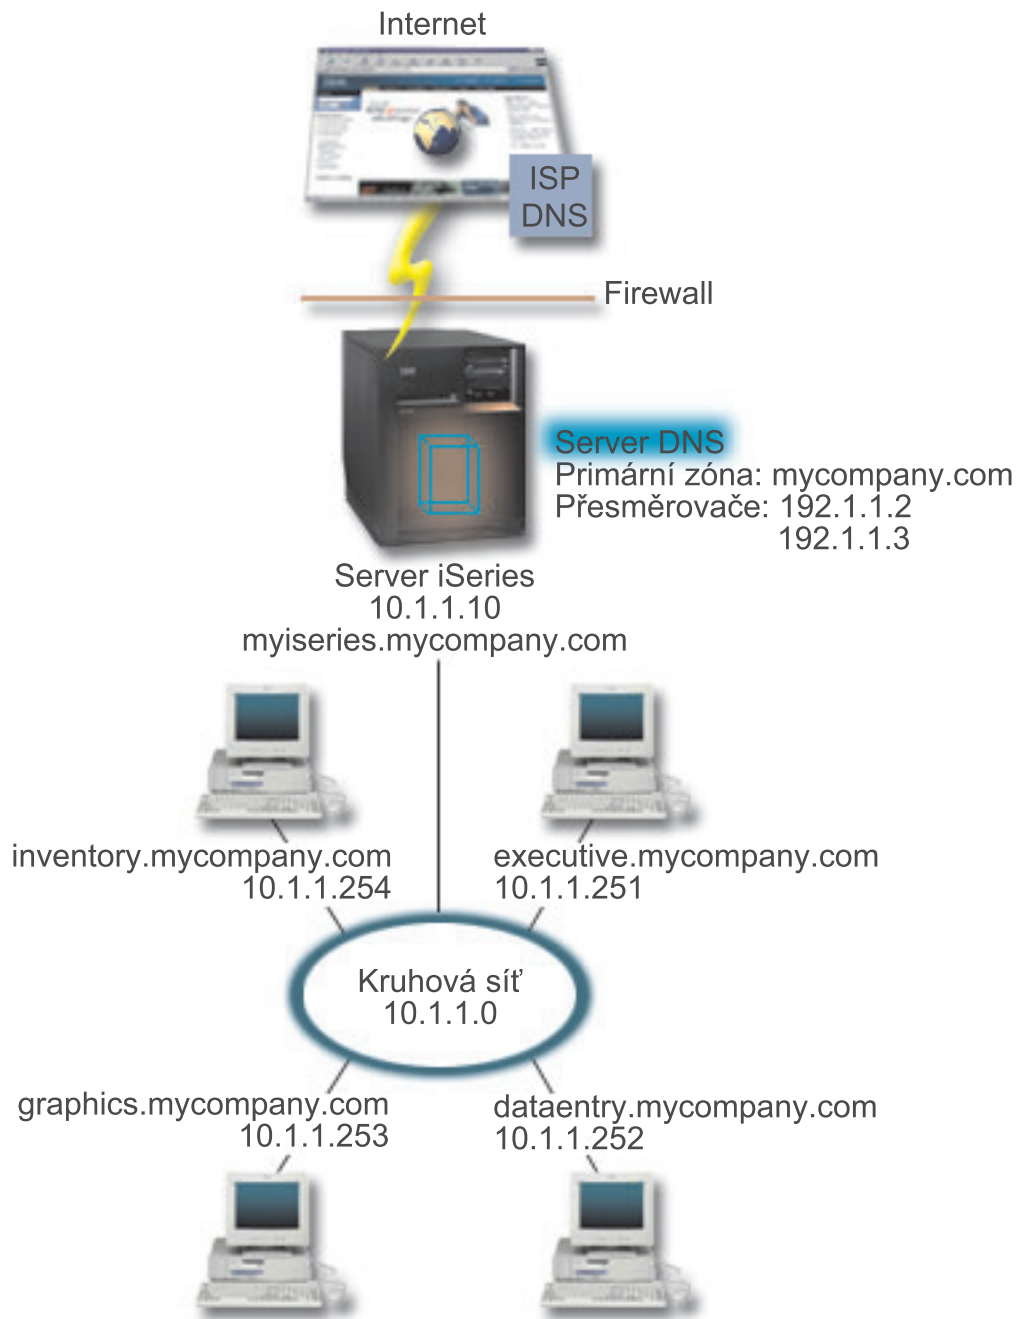 Internet
ISP
DNS
Firewall
Server DNS
Primární zóna: mycompany.com
Přesměrovače: 192.1.1.2
192.1.1.3
Server iSeries
10.1.1.10
myiseries.mycompany.com
inventory.mycompany.com
10.1.1.254
executive.mycompany.com
10.1.1.251
Kruhová síť
10.1.1.0
graphics.mycompany.com
10.1.1.253
dataentry.mycompany.com
10.1.1.252